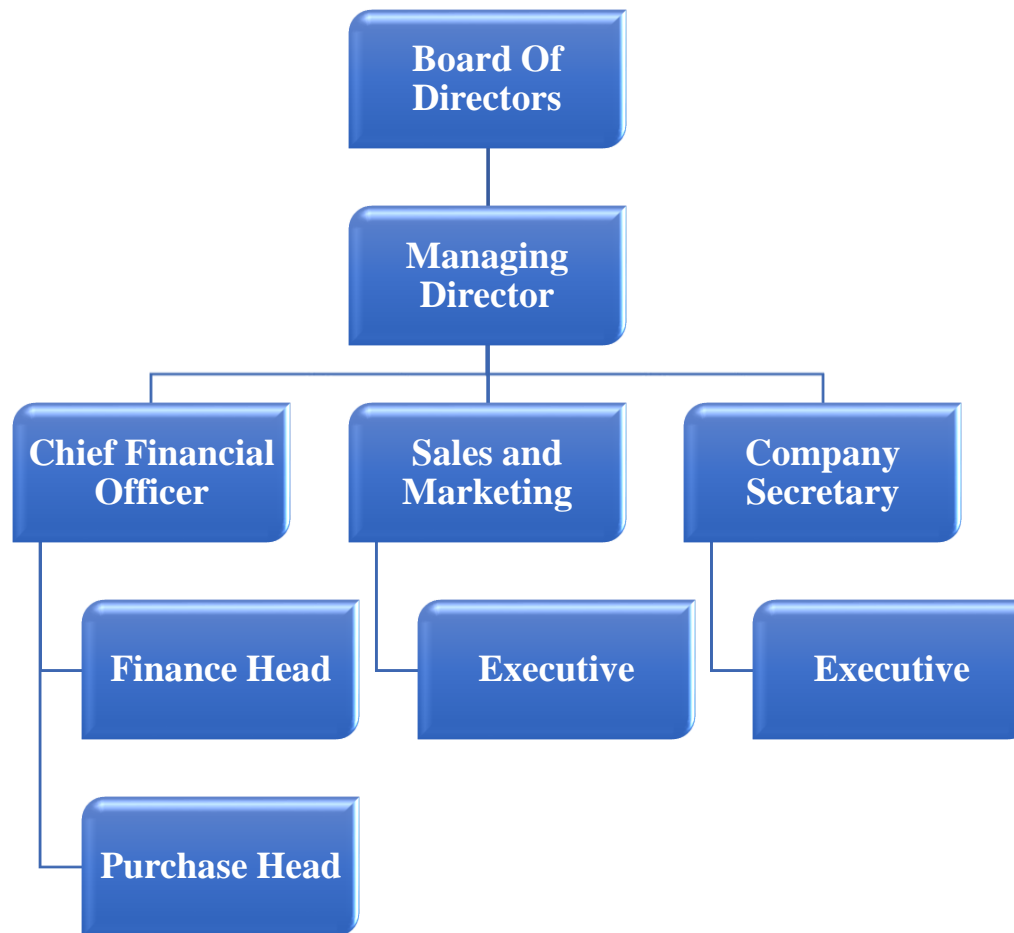 Board Of
Directors
Managing
Director
Chief Financial
Officer
Sales and
Marketing
Company
Secretary
Finance Head
Executive
Executive
Purchase Head